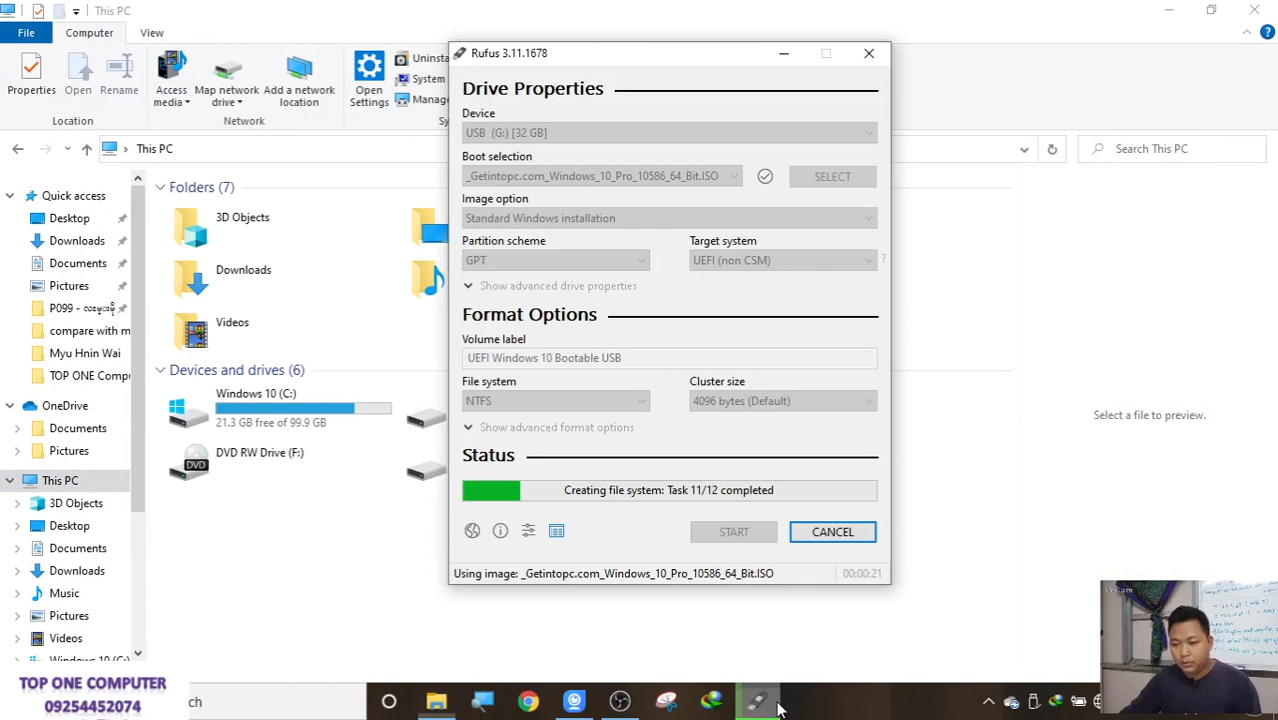 This PC
File
Computer
View
Properties
Open
Rename
Access
media
Map network
drive
Add a network
location
Open
Settings
Uninsta
System
Manage
Location
Network
Sy
This PC
Search This PC
Quick access
Desktop
Downloads
Documents
Pictures
compare with m
Myu Hnin Wai
TOP ONE Compu
OneDrive
Documents
Pictures
This PC
3D Objects
Desktop
Documents
Downloads
Music
Pictures
Videos
Windows 10 (C:)
Folders (7)
3D Objects
Downloads
Videos
Devices and drives (6)
Windows 10 (C:)
21.3 GB free of 99.9 GB
DVD RW Drive (F:)
DVD
Select a file to preview.
Rufus 3.11.1678
Drive Properties
Device
USB (G:) [32 GB]
Boot selection
_Getintopc.com_Windows_10_Pro_10586_64_Bit.ISO
SELECT
Image option
Standard Windows installation
Partition scheme
Target system
GPT
UEFI (non CSM)
?
Show advanced drive properties
Format Options
Volume label
UEFI Windows 10 Bootable USB
File system
Cluster size
NTFS
4096 bytes (Default)
Show advanced format options
Status
Creating file system: Task 11/12 completed
START
CANCEL
Using image: _Getintopc.com_Windows_10_Pro_10586_64_Bit.ISO
00:00:21
TOP ONE COMPUTER
09254452074
rch